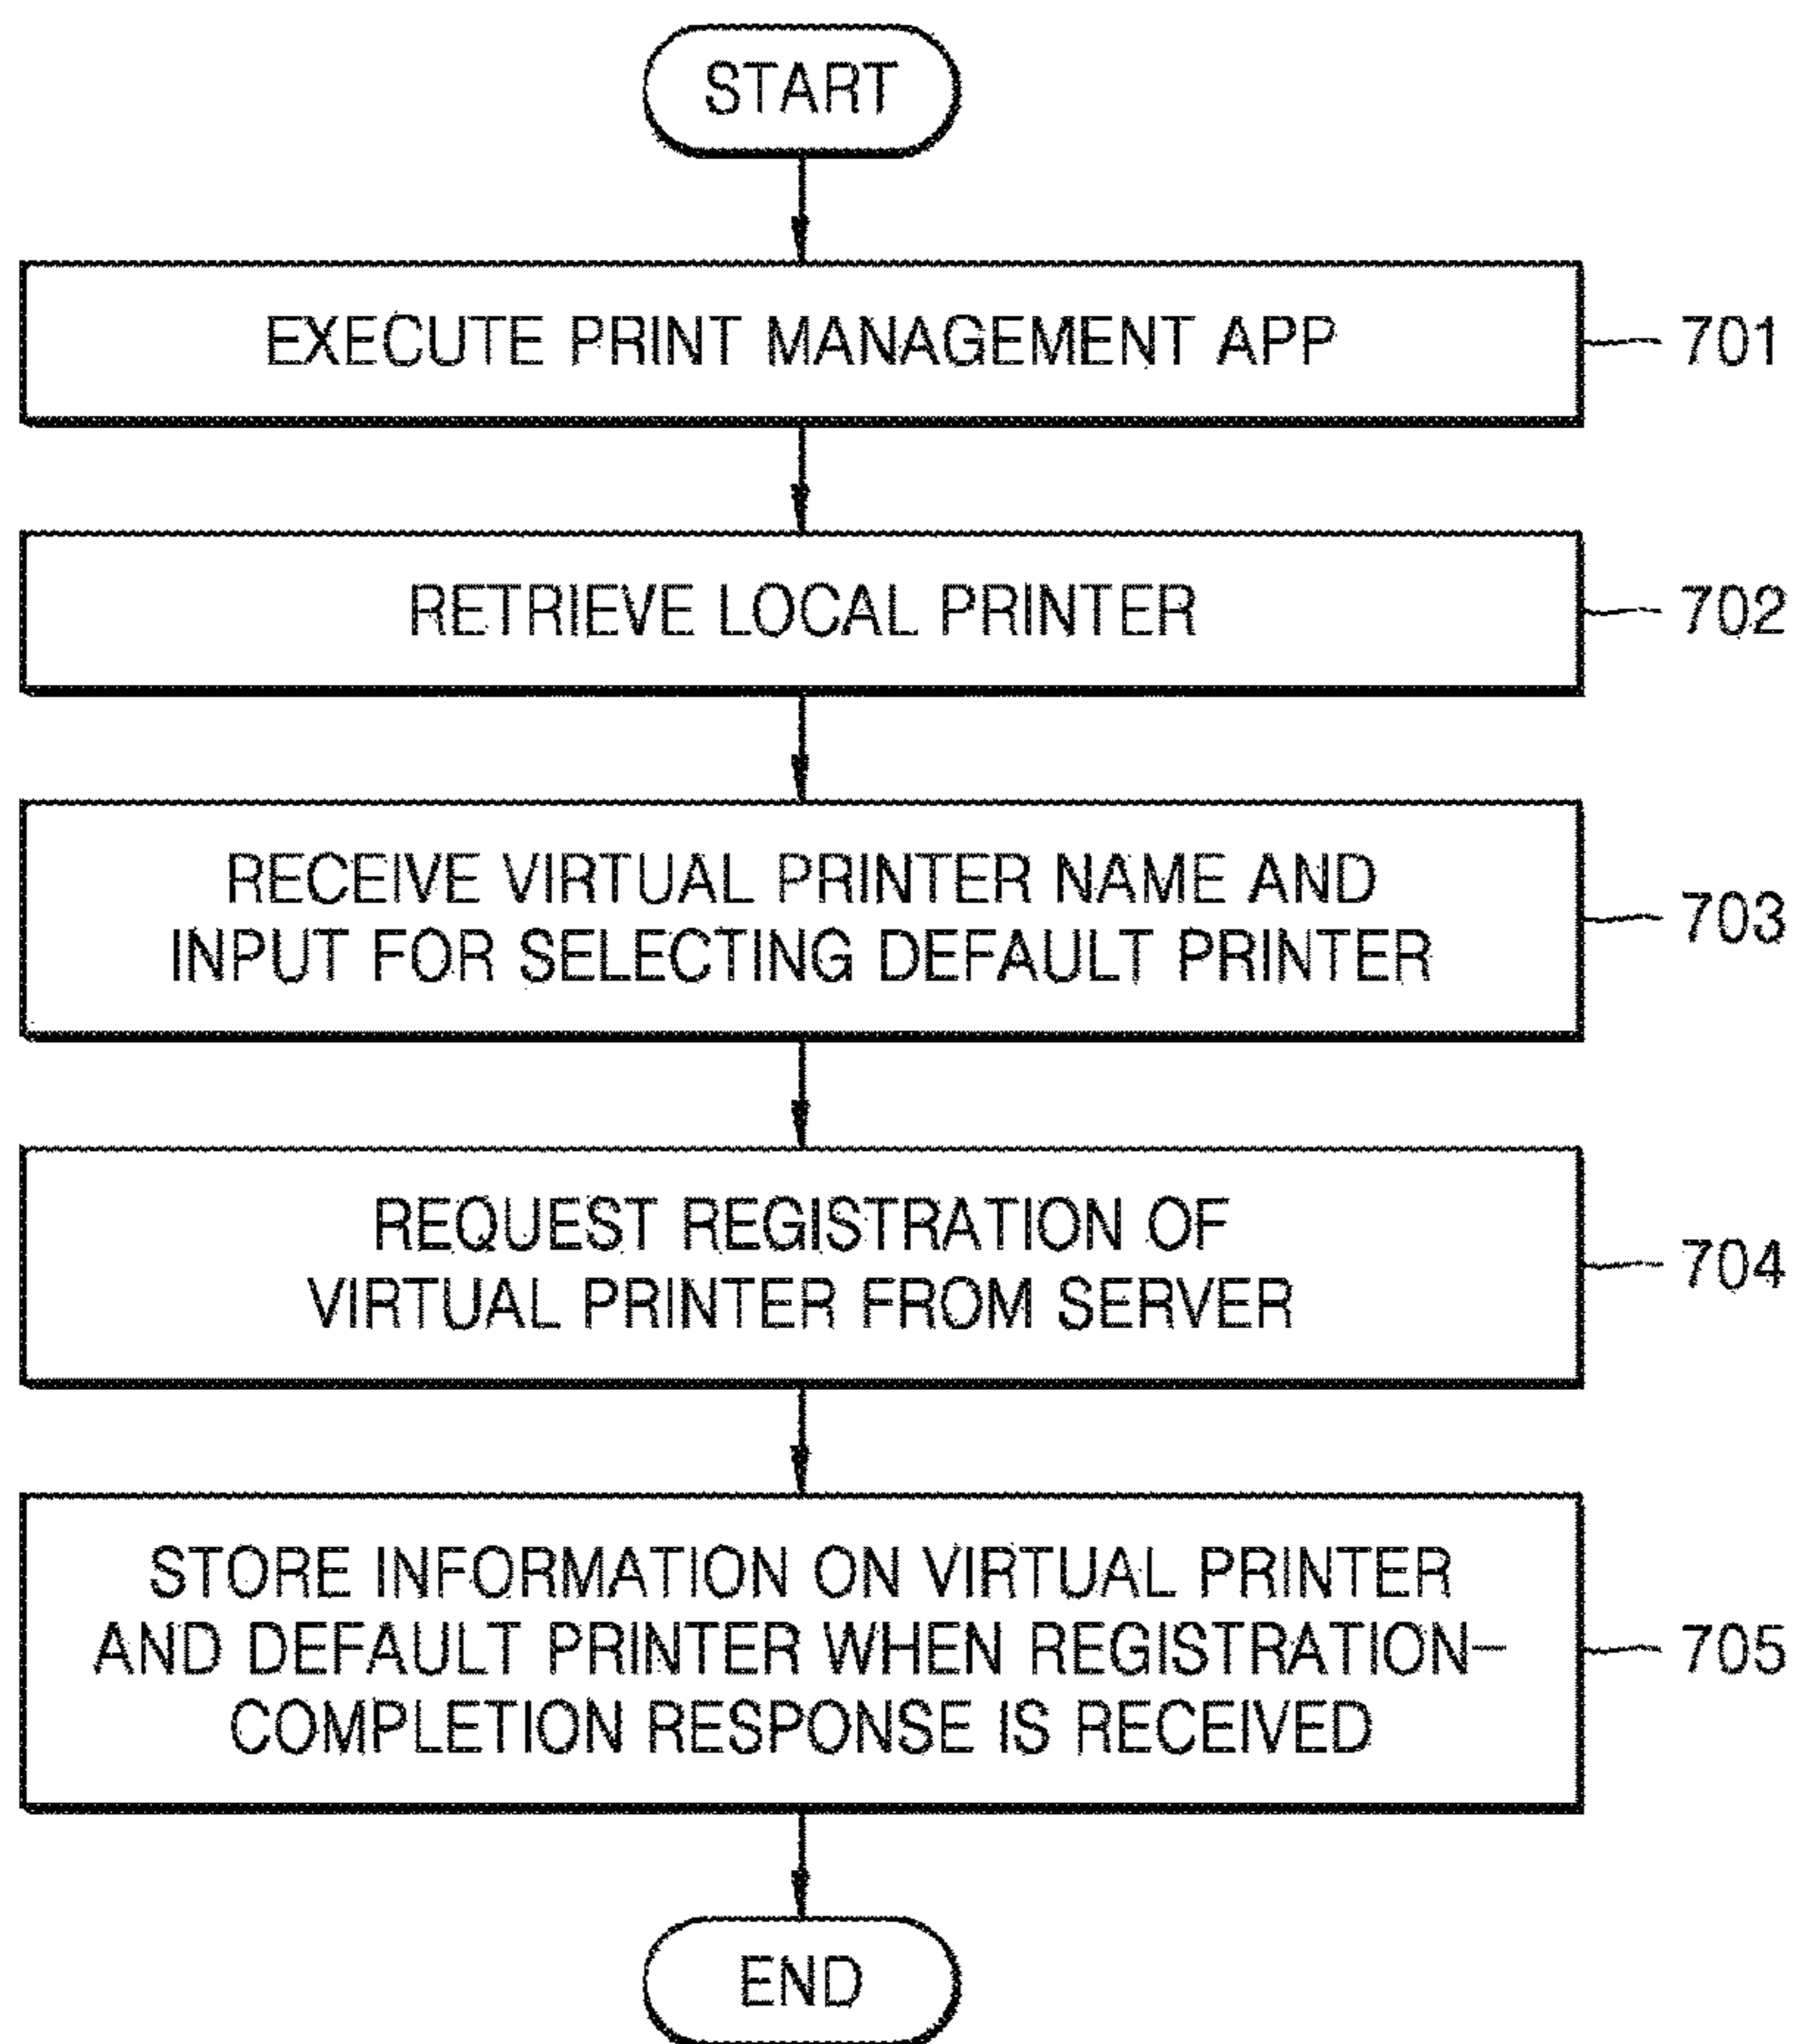 START
EXECUTE PRINT MANAGEMENT APP
701
RETRIEVE LOCAL PRINTER
702
RECEIVE VIRTUAL PRINTER NAME AND
INPUT FOR SELECTING DEFAULT PRINTER
703
REQUEST REGISTRATION OF
VIRTUAL PRINTER FROM SERVER
704
STORE INFORMATION ON VIRTUAL PRINTER
AND DEFAULT PRINTER WHEN REGISTRATION-
COMPLETION RESPONSE IS RECEIVED
705
END